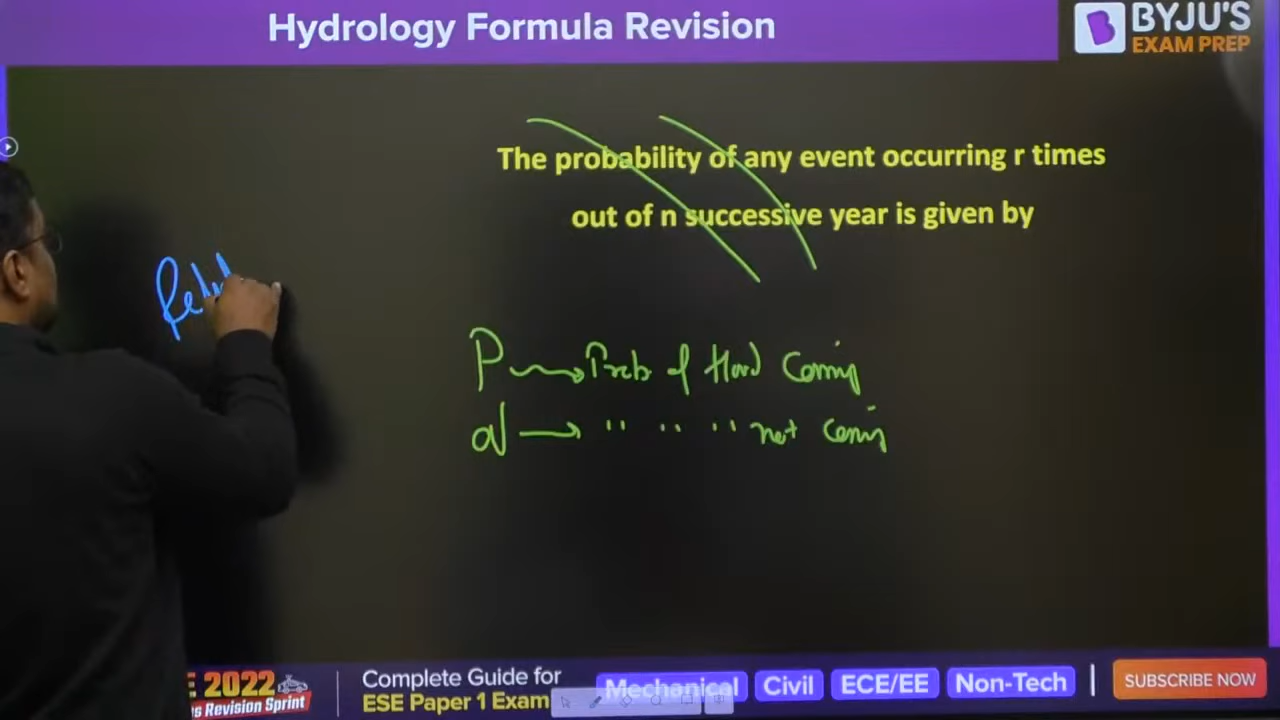 Hydrology Formula Revision
BYJU'S
EXAM PREP
The probability of any event occurring r times
out of n successive year is given by
P → Prob of flood Coming
q → " " " not coming
2022
s Revision Sprint
Complete Guide for
ESE Paper 1 Exam
Mechanical
Civil
ECE/EE
Non-Tech
SUBSCRIBE NOW